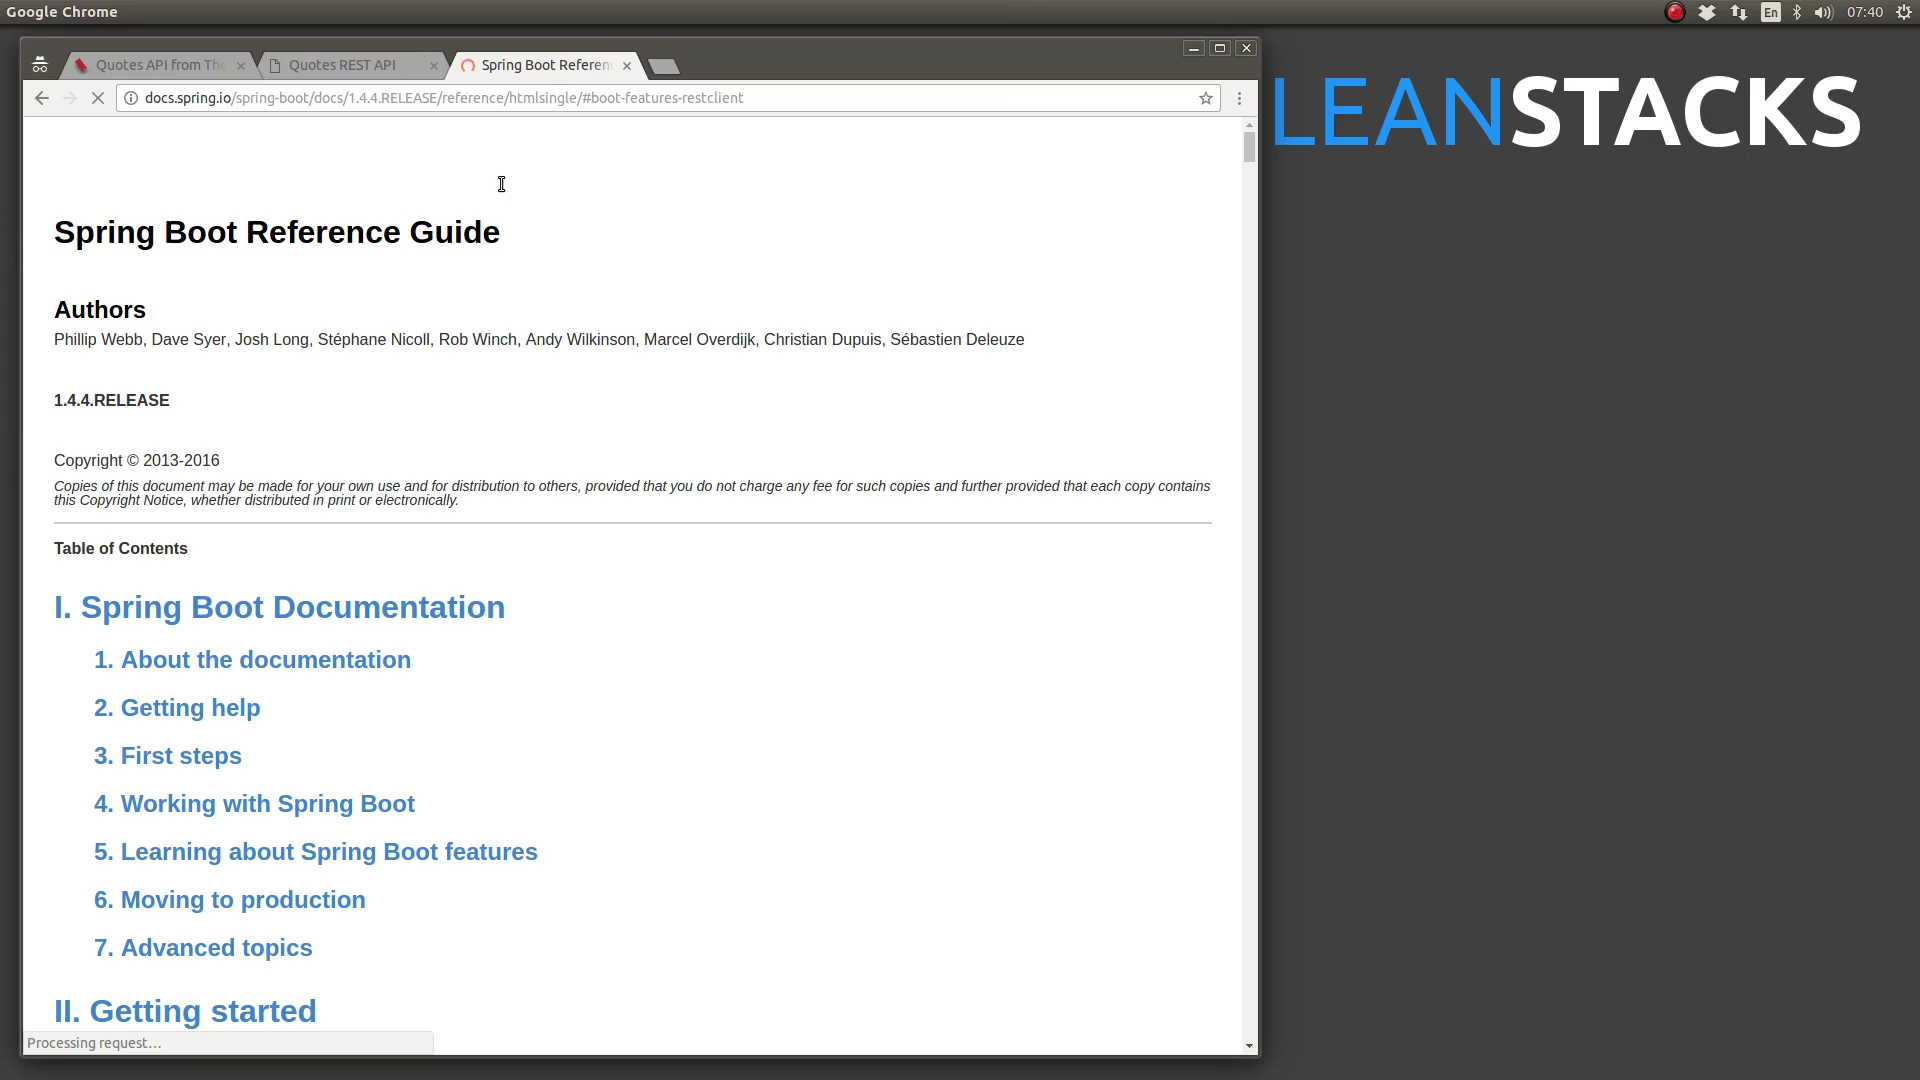 Google Chrome
En
07:40
Quotes API from Th
Quotes REST API
Spring Boot Referen
docs.spring.io/spring-boot/docs/1.4.4.RELEASE/reference/htmlsingle/#boot-features-restclient
LEANSTACKS
Spring Boot Reference Guide
Authors
Phillip Webb, Dave Syer, Josh Long, Stéphane Nicoll, Rob Winch, Andy Wilkinson, Marcel Overdijk, Christian Dupuis, Sébastien Deleuze
1.4.4.RELEASE
Copyright © 2013-2016
Copies of this document may be made for your own use and for distribution to others, provided that you do not charge any fee for such copies and further provided that each copy contains
this Copyright Notice, whether distributed in print or electronically.
Table of Contents
I. Spring Boot Documentation
1. About the documentation
2. Getting help
3. First steps
4. Working with Spring Boot
5. Learning about Spring Boot features
6. Moving to production
7. Advanced topics
II. Getting started
Processing request…